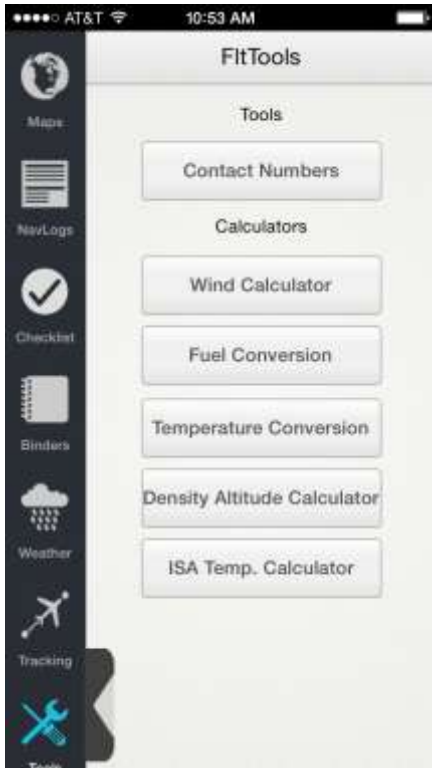 AT&T 10:53 AM
FltTools
Maps
Tools
Contact Numbers
NavLogs
Calculators
Wind Calculator
Checklist
Fuel Conversion
Temperature Conversion
Binders
Density Altitude Calculator
Weather
ISA Temp. Calculator
Tracking
Tools